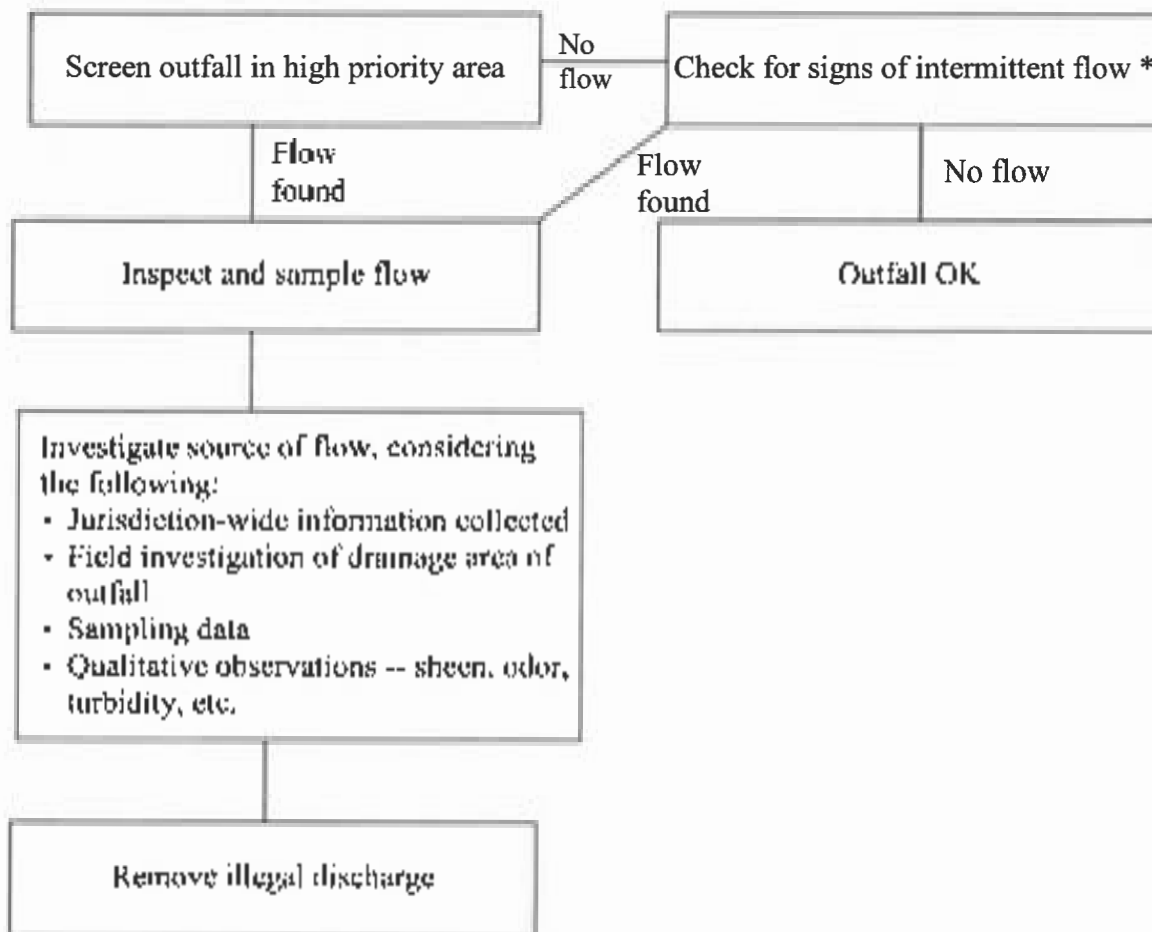 Screen outfall in high priority area
No
flow
Check for signs of intermittent flow *
Flow
found
Flow
found
No flow
Inspect and sample flow
Outfall OK
Investigate source of flow, considering
the following:
- Jurisdiction-wide information collected
- Field investigation of drainage area of
outfall
- Sampling data
- Qualitative observations -- sheen, odor,
turbidity, etc.
Remove illegal discharge